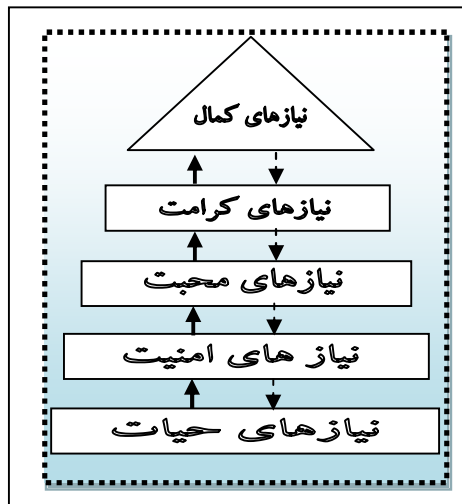 نیازهای کمال
نیازهای کرامت
نیازهای محبت
نیاز های امنیت
نیازهای حیات